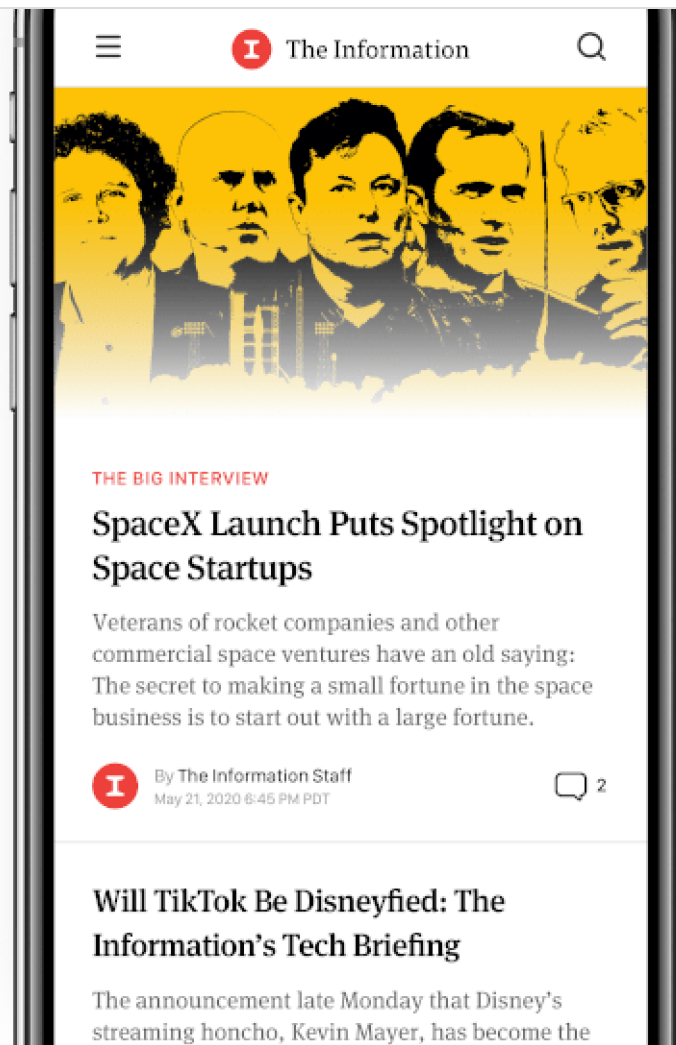 The Information
THE BIG INTERVIEW
SpaceX Launch Puts Spotlight on
Space Startups
Veterans of rocket companies and other
commercial space ventures have an old saying:
The secret to making a small fortune in the space
business is to start out with a large fortune.
By The Information Staff
May 21, 2020 6:45 PM PDT
2
Will TikTok Be Disneyfied: The
Information’s Tech Briefing
The announcement late Monday that Disney’s
streaming honcho, Kevin Mayer, has become the